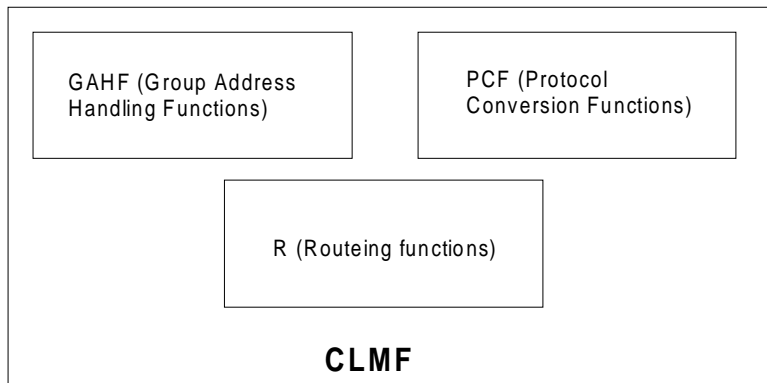 GAHF (Group Address
Handling Functions)
PCF (Protocol
Conversion Functions)
R (Routeing functions)
CLMF